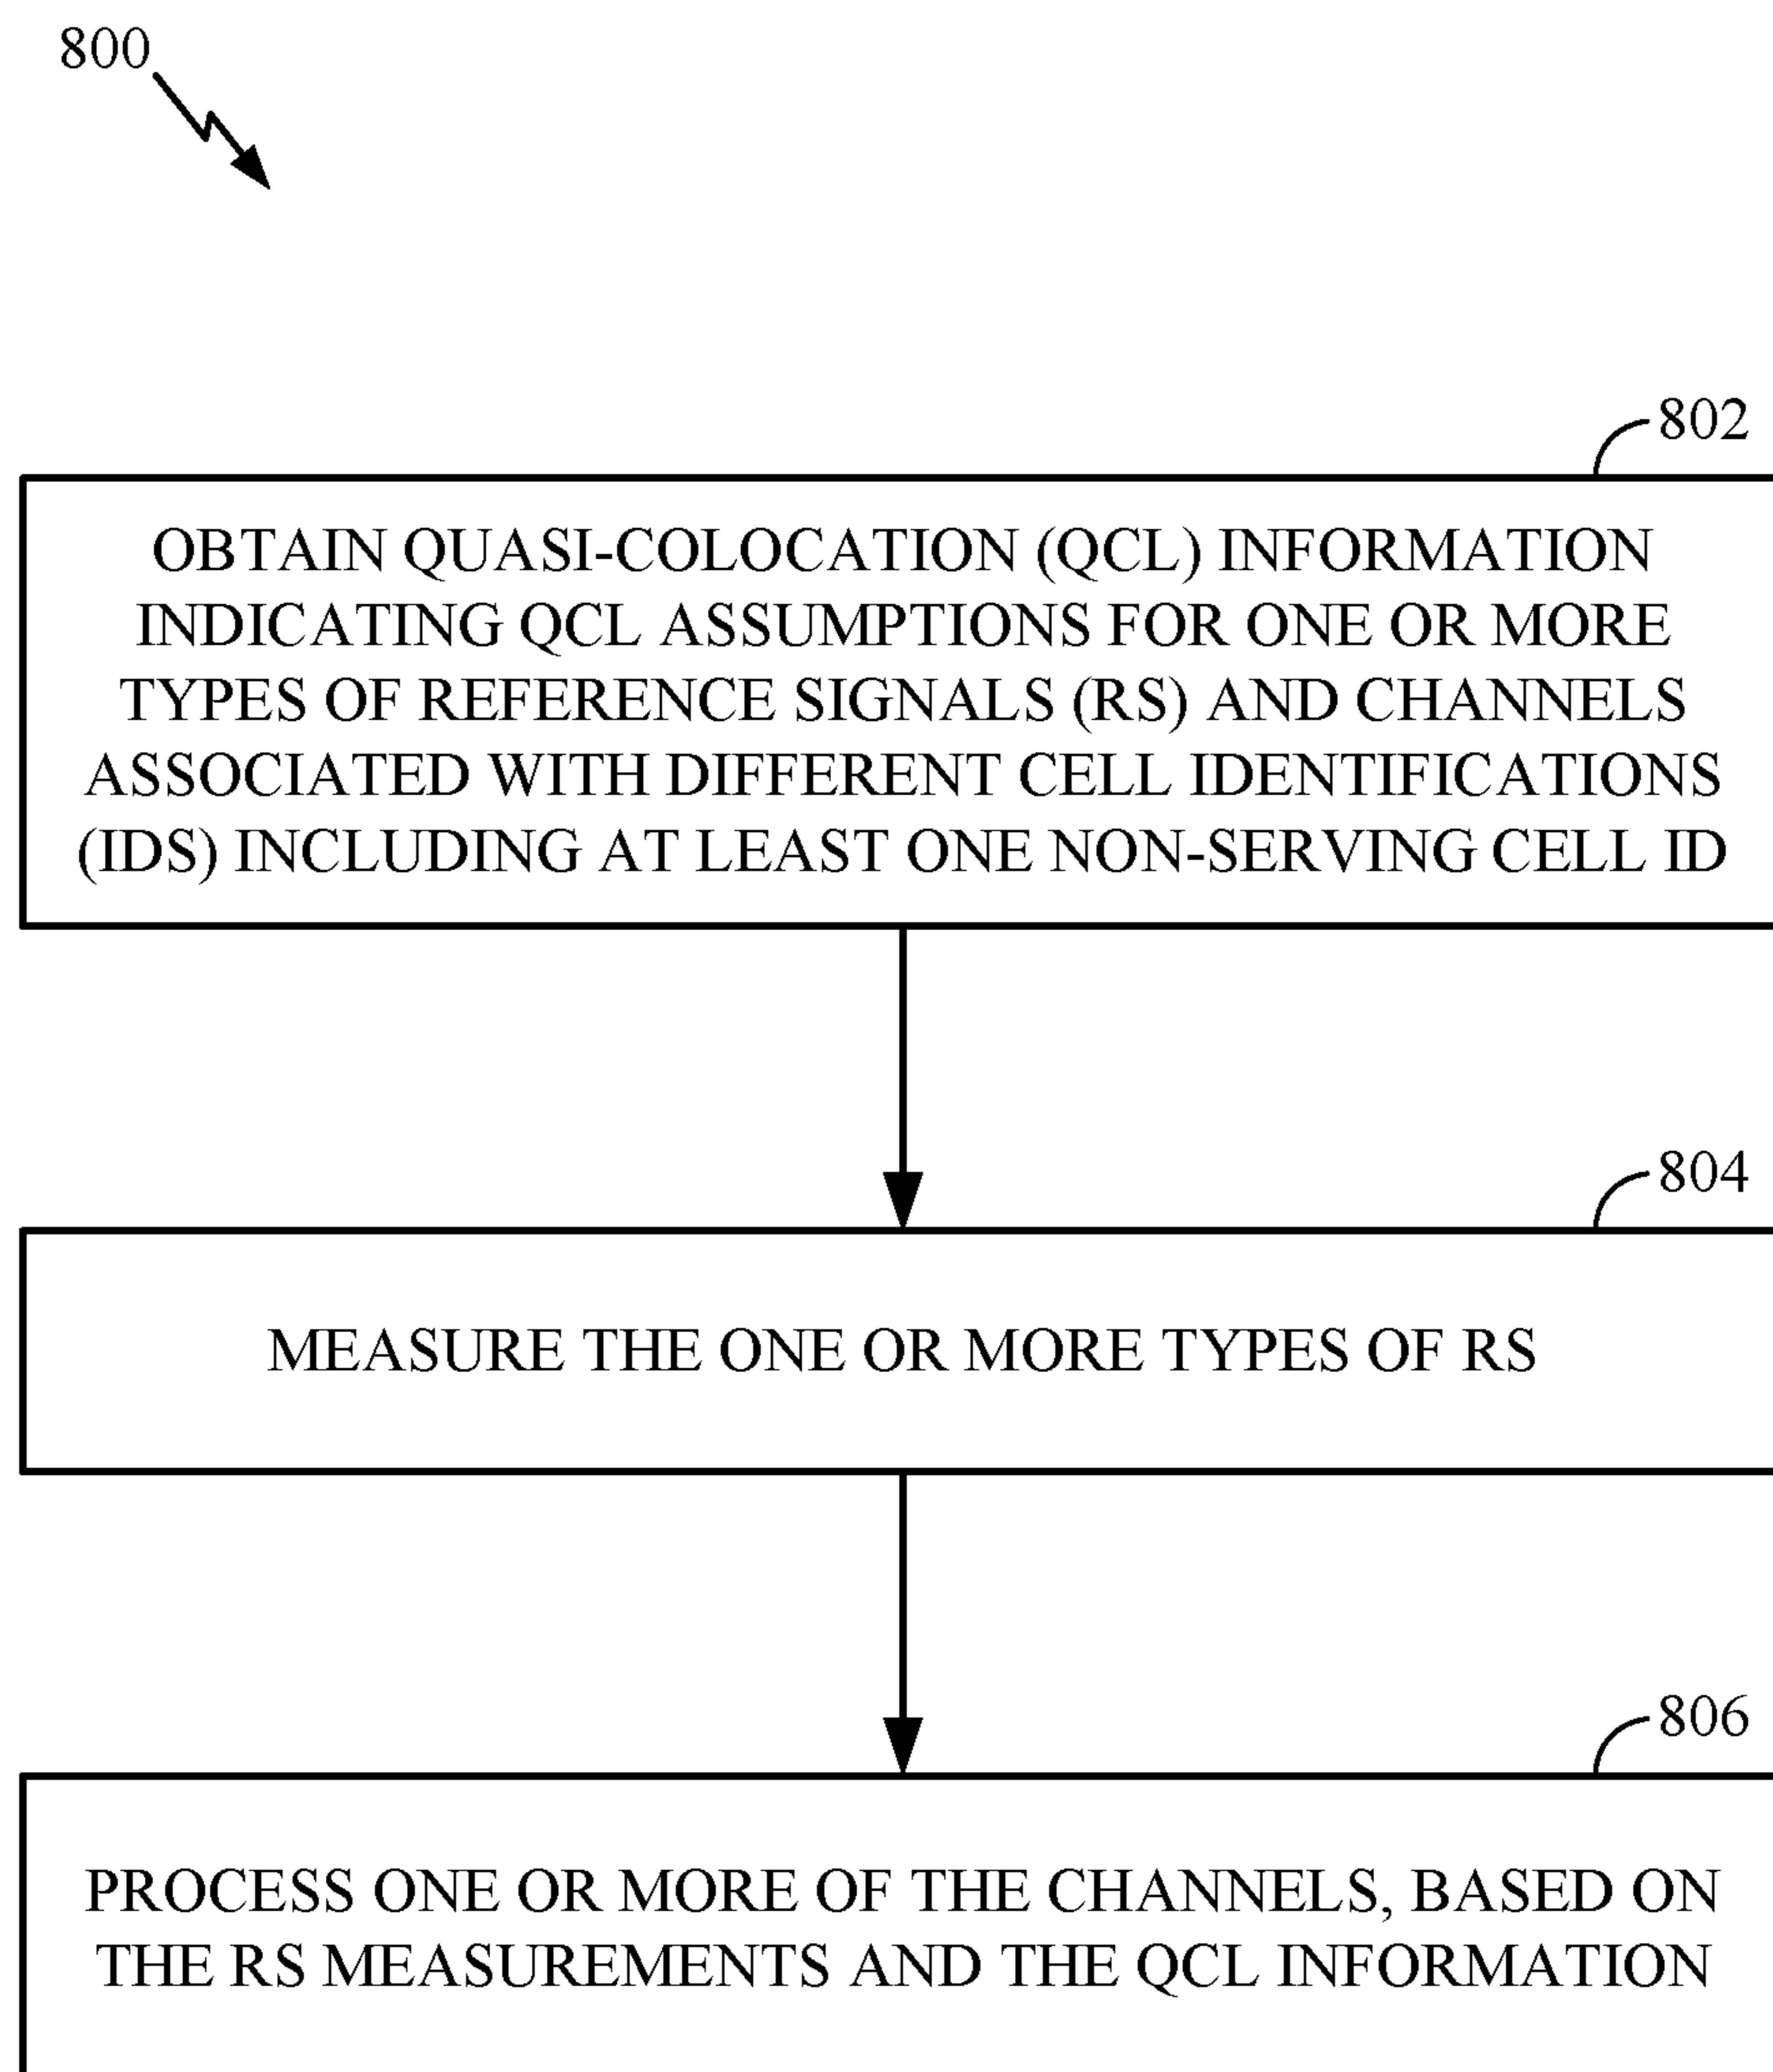 800
802
OBTAIN QUASI-COLOCATION (QCL) INFORMATION
INDICATING QCL ASSUMPTIONS FOR ONE OR MORE
TYPES OF REFERENCE SIGNALS (RS) AND CHANNELS
ASSOCIATED WITH DIFFERENT CELL IDENTIFICATIONS
(IDS) INCLUDING AT LEAST ONE NON-SERVING CELL ID
804
MEASURE THE ONE OR MORE TYPES OF RS
806
PROCESS ONE OR MORE OF THE CHANNELS, BASED ON
THE RS MEASUREMENTS AND THE QCL INFORMATION